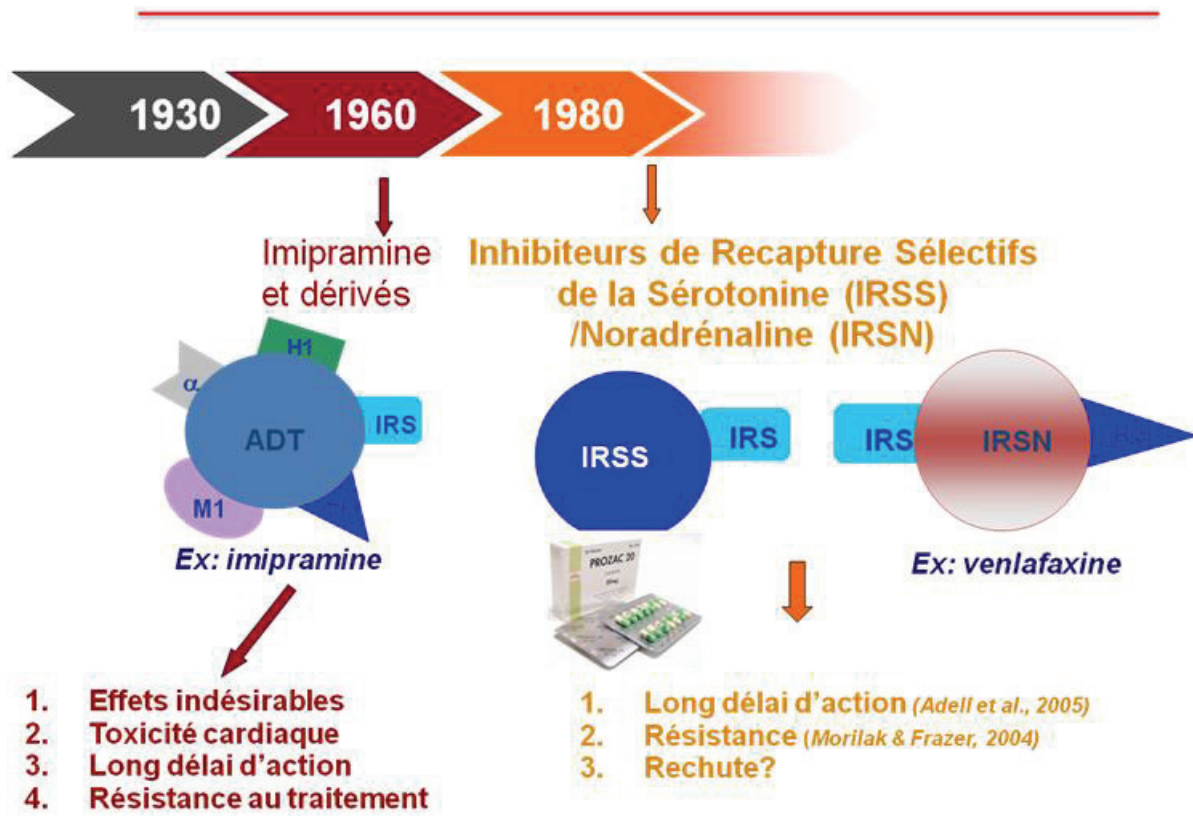 1930
1960
1980
Imipramine
et dérivés
Inhibiteurs de Recapture Sélectifs
de la Sérotonine (IRSS)
/Noradrénaline (IRSN)
H1
α
ADT
IRS
M1
IRSS
IRS
IRS
IRSN
Ex: imipramine
PROZAC 20
Ex: venlafaxine
1. Effets indésirables
2. Toxicité cardiaque
3. Long délai d'action
4. Résistance au traitement
1. Long délai d'action (Adell et al., 2005)
2. Résistance (Morilak & Frazer, 2004)
3. Rechute?